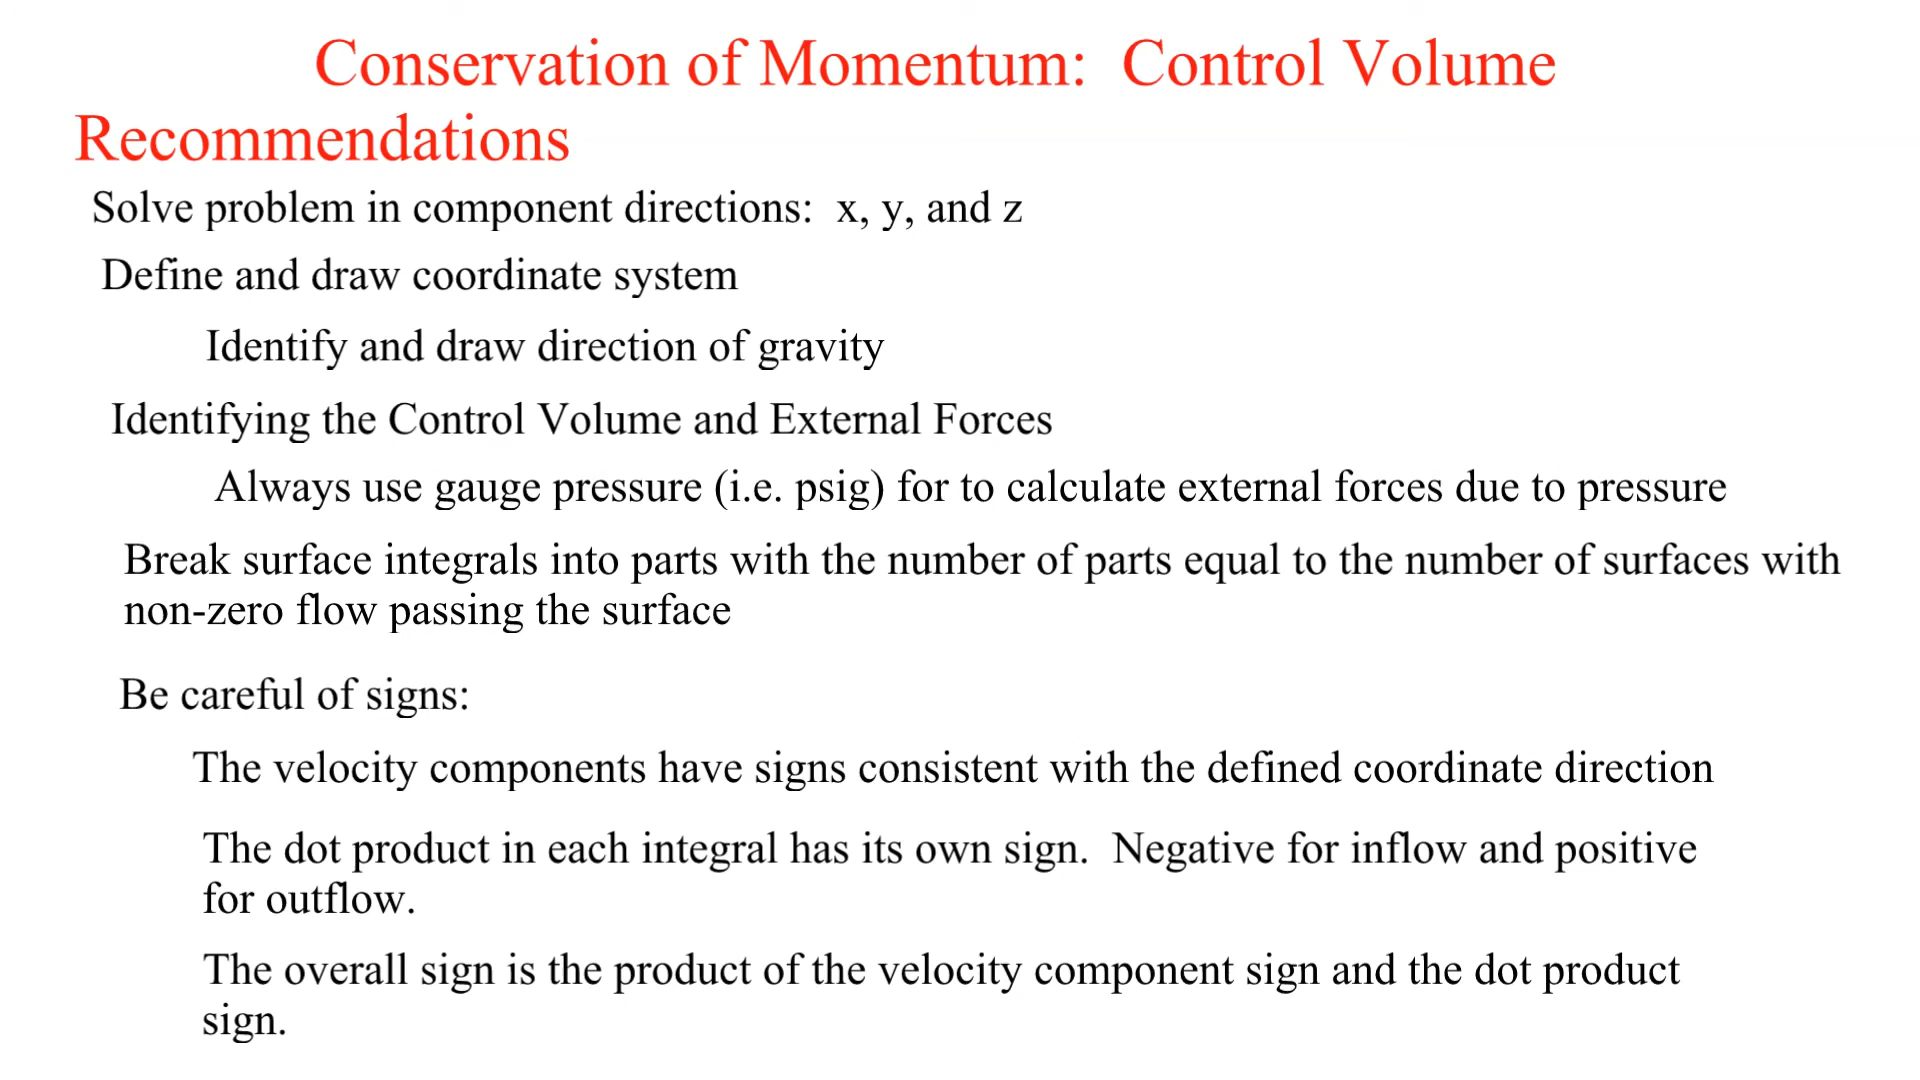 Conservation of Momentum:  Control Volume
Recommendations
Solve problem in component directions:  x, y, and z
Define and draw coordinate system
Identify and draw direction of gravity
Identifying the Control Volume and External Forces
Always use gauge pressure (i.e. psig) for to calculate external forces due to pressure
Break surface integrals into parts with the number of parts equal to the number of surfaces with
non-zero flow passing the surface
Be careful of signs:
The velocity components have signs consistent with the defined coordinate direction
The dot product in each integral has its own sign.  Negative for inflow and positive
for outflow.
The overall sign is the product of the velocity component sign and the dot product
sign.